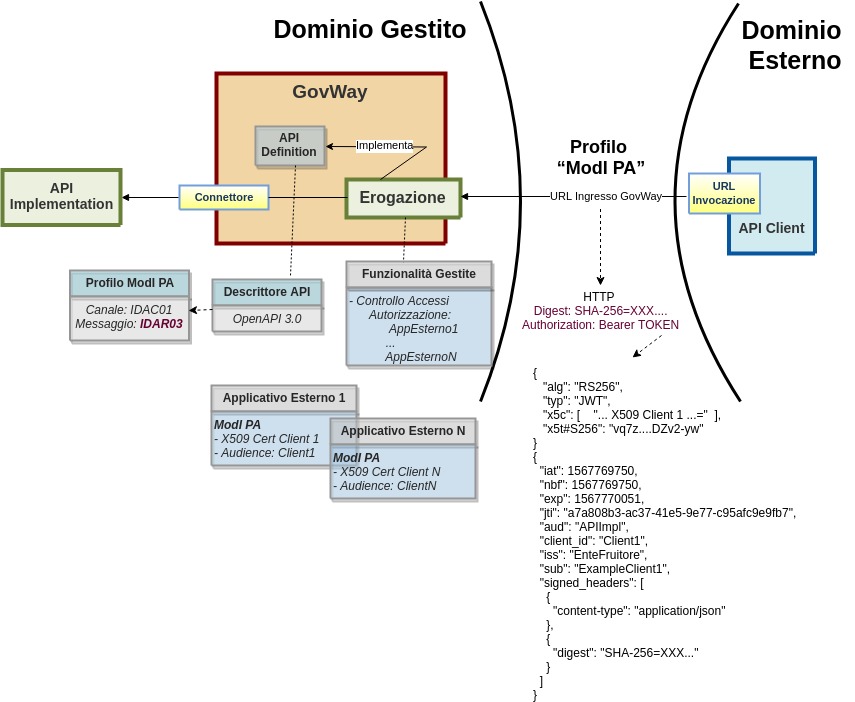 Dominio Gestito
Dominio
Esterno
GovWay
API
Definition
Implementa
Profilo
“ModI PA”
API
Implementation
Connettore
Erogazione
URL Ingresso GovWay
URL
Invocazione
API Client
Profilo ModI PA
Canale: IDAC01
Messaggio: IDAR03
Descrittore API
OpenAPI 3.0
Funzionalità Gestite
- Controllo Accessi
Autorizzazione:
AppEsterno1
...
AppEsternoN
HTTP
Digest: SHA-256=XXX....
Authorization: Bearer TOKEN
Applicativo Esterno 1
ModI PA
- X509 Cert Client 1
- Audience: Client1
Applicativo Esterno N
ModI PA
- X509 Cert Client N
- Audience: ClientN
{
"alg": "RS256",
"typ": "JWT",
"x5c": [ "... X509 Client 1 ...=" ],
"x5t#S256": "vq7z....DZv2-yw"
}
{
"iat": 1567769750,
"nbf": 1567769750,
"exp": 1567770051,
"jti": "a7a808b3-ac37-41e5-9e77-c95afc9e9fb7",
"aud": "APIImpl",
"client_id": "Client1",
"iss": "EnteFruitore",
"sub": "ExampleClient1",
"signed_headers": [
{
"content-type": "application/json"
},
{
"digest": "SHA-256=XXX..."
}
]
}